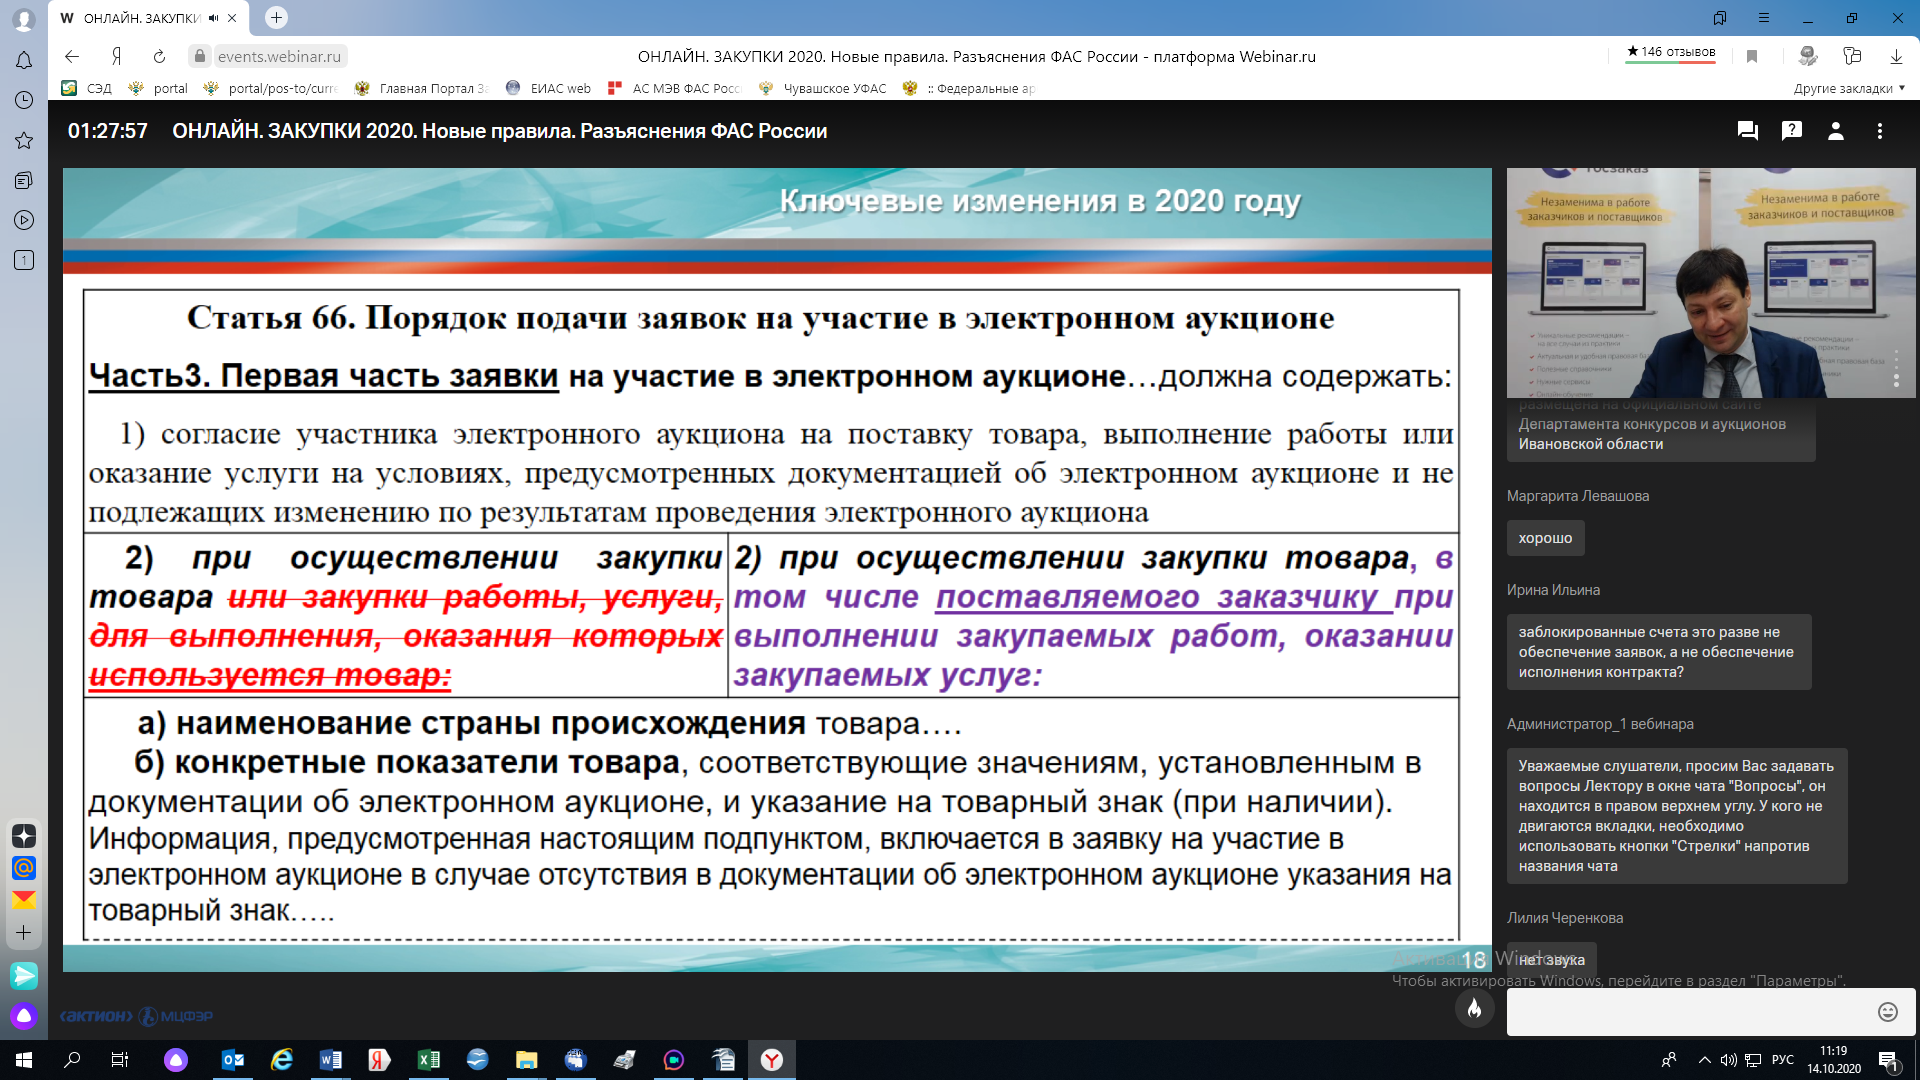 W ОНЛАЙН. ЗАКУПКИ
events.webinar.ru
ОНЛАЙН. ЗАКУПКИ 2020. Новые правила. Разъяснения ФАС России - платформа Webinar.ru
★ 146 отзывов
СЭД
portal
portal/pos-to/curre
Главная Портал За
ЕИАС web
АС МЭВ ФАС Росс
Чувашское УФАС
:: Федеральные ар
Другие закладки
1
01:27:57 ОНЛАЙН. ЗАКУПКИ 2020. Новые правила. Разъяснения ФАС России
Ключевые изменения в 2020 году
Статья 66. Порядок подачи заявок на участие в электронном аукционе
Часть3. Первая часть заявки на участие в электронном аукционе…должна содержать:
1) согласие участника электронного аукциона на поставку товара, выполнение работы или
оказание услуги на условиях, предусмотренных документацией об электронном аукционе и не
подлежащих изменению по результатам проведения электронного аукциона
2) при осуществлении закупки
товара или закупки работы, услуги,
для выполнения, оказания которых
используется товар:
2) при осуществлении закупки товара, в
том числе поставляемого заказчику при
выполнении закупаемых работ, оказании
закупаемых услуг:
а) наименование страны происхождения товара….
б) конкретные показатели товара, соответствующие значениям, установленным в
документации об электронном аукционе, и указание на товарный знак (при наличии).
Информация, предусмотренная настоящим подпунктом, включается в заявку на участие в
электронном аукционе в случае отсутствия в документации об электронном аукционе указания на
товарный знак…..
18
Незаменима в работе
заказчиков и поставщиков
Незаменима в работе
заказчиков и поставщиков
размещена на официальном сайте
Департамента конкурсов и аукционов
Ивановской области
Маргарита Левашова
хорошо
Ирина Ильина
заблокированные счета это разве не
обеспечение заявок, а не обеспечение
исполнения контракта?
Администратор_1 вебинара
Уважаемые слушатели, просим Вас задавать
вопросы Лектору в окне чата "Вопросы", он
находится в правом верхнем углу. У кого не
двигаются вкладки, необходимо
использовать кнопки "Стрелки" напротив
названия чата
Лилия Черенкова
нет звука
Активация Windows
Чтобы активировать Windows, перейдите в раздел "Параметры".
актион МЦФЭР
РУС
11:19
14.10.2020
1